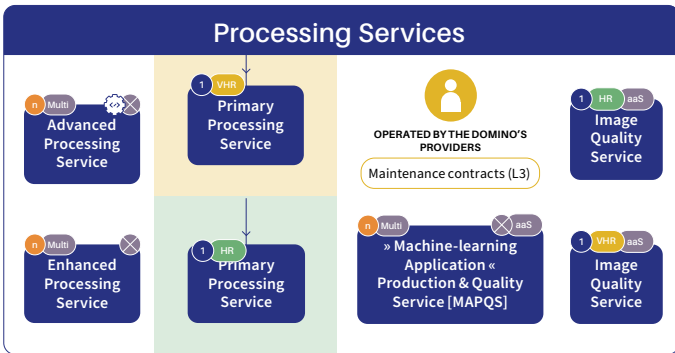 Processing Services
n Multi
Advanced
Processing
Service
1 VHR
Primary
Processing
Service
OPERATED BY THE DOMINO'S
PROVIDERS
Maintenance contracts (L3)
1 HR aaS
Image
Quality
Service
n Multi
Enhanced
Processing
Service
1 HR
Primary
Processing
Service
n Multi aaS
» Machine-learning
Application «
Production & Quality
Service [MAPQS]
1 VHR aaS
Image
Quality
Service